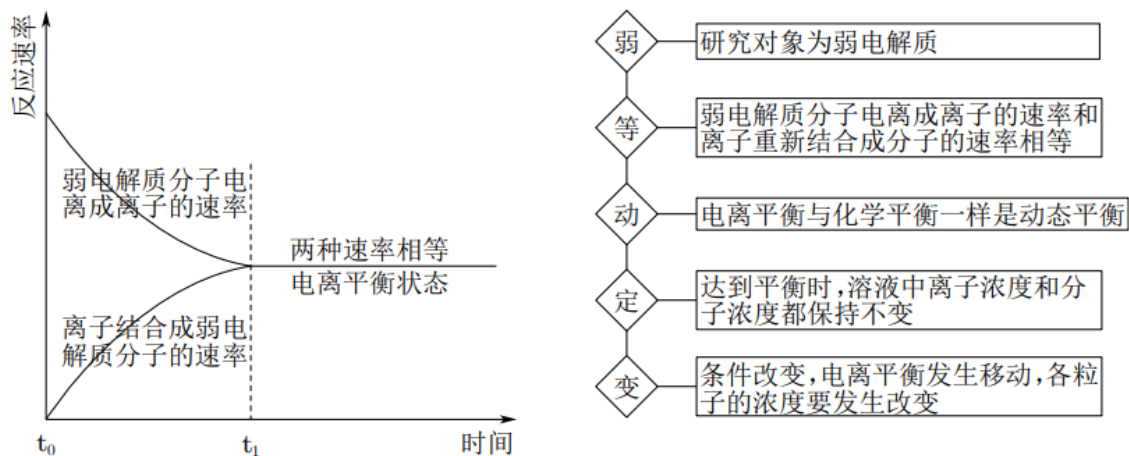 反应速率
弱电解质分子电
离成离子的速率
两种速率相等
电离平衡状态
离子结合成弱电
解质分子的速率
t₀
t₁
时间
弱
研究对象为弱电解质
等
弱电解质分子电离成离子的速率和
离子重新结合成分子的速率相等
动
电离平衡与化学平衡一样是动态平衡
定
达到平衡时,溶液中离子浓度和分
子浓度都保持不变
变
条件改变,电离平衡发生移动,各粒
子的浓度要发生改变